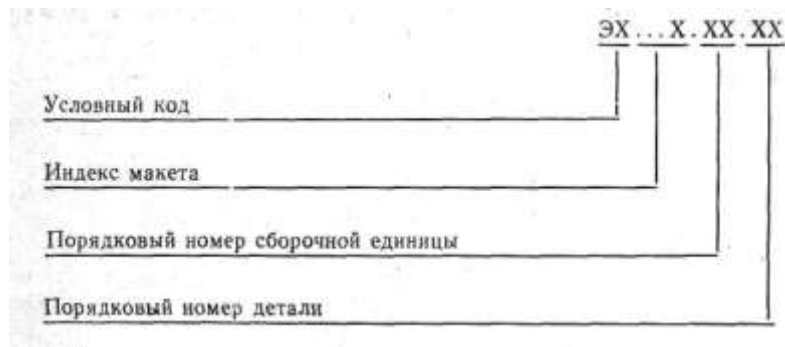 ЭХ...Х.ХХ.ХХ
Условный код
Индекс макета
Порядковый номер сборочной единицы
Порядковый номер детали